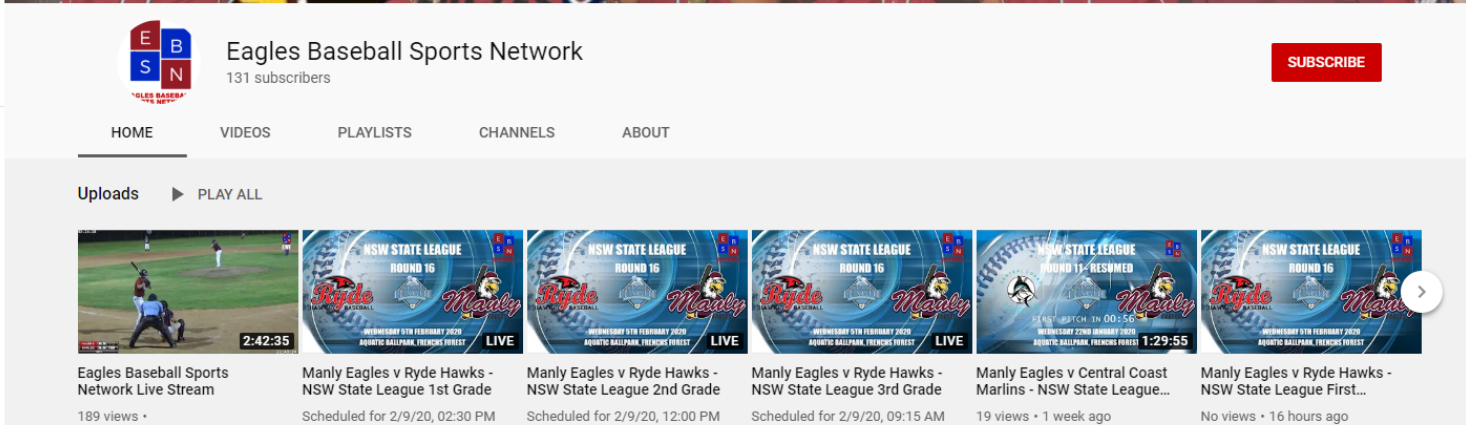 E B
S N
EAGLES BASEBA
TS NET
Eagles Baseball Sports Network
131 subscribers
SUBSCRIBE
HOME VIDEOS PLAYLISTS CHANNELS ABOUT
Uploads PLAY ALL
2:42:35
Eagles Baseball Sports
Network Live Stream
189 views •
NSW STATE LEAGUE
ROUND 16
Ryde Manly
WEDNESDAY 5TH FEBRUARY 2020
AQUATIC BALLPARK, FRENCHS FOREST
LIVE
Manly Eagles v Ryde Hawks -
NSW State League 1st Grade
Scheduled for 2/9/20, 02:30 PM
NSW STATE LEAGUE
ROUND 16
Ryde Manly
WEDNESDAY 5TH FEBRUARY 2020
AQUATIC BALLPARK, FRENCHS FOREST
LIVE
Manly Eagles v Ryde Hawks -
NSW State League 2nd Grade
Scheduled for 2/9/20, 12:00 PM
NSW STATE LEAGUE
ROUND 16
Ryde Manly
WEDNESDAY 5TH FEBRUARY 2020
AQUATIC BALLPARK, FRENCHS FOREST
LIVE
Manly Eagles v Ryde Hawks -
NSW State League 3rd Grade
Scheduled for 2/9/20, 09:15 AM
NSW STATE LEAGUE
ROUND 11 - RESUMED
Manly
FIRST PITCH IN 00:56
WEDNESDAY 22ND JANUARY 2020
AQUATIC BALLPARK, FRENCHS FOREST
1:29:55
Manly Eagles v Central Coast
Marlins - NSW State League...
19 views • 1 week ago
NSW STATE LEAGUE
ROUND 16
Ryde Manly
WEDNESDAY 5TH FEBRUARY 2020
AQUATIC BALLPARK, FRENCHS FOREST
Manly Eagles v Ryde Hawks -
NSW State League First...
No views • 16 hours ago